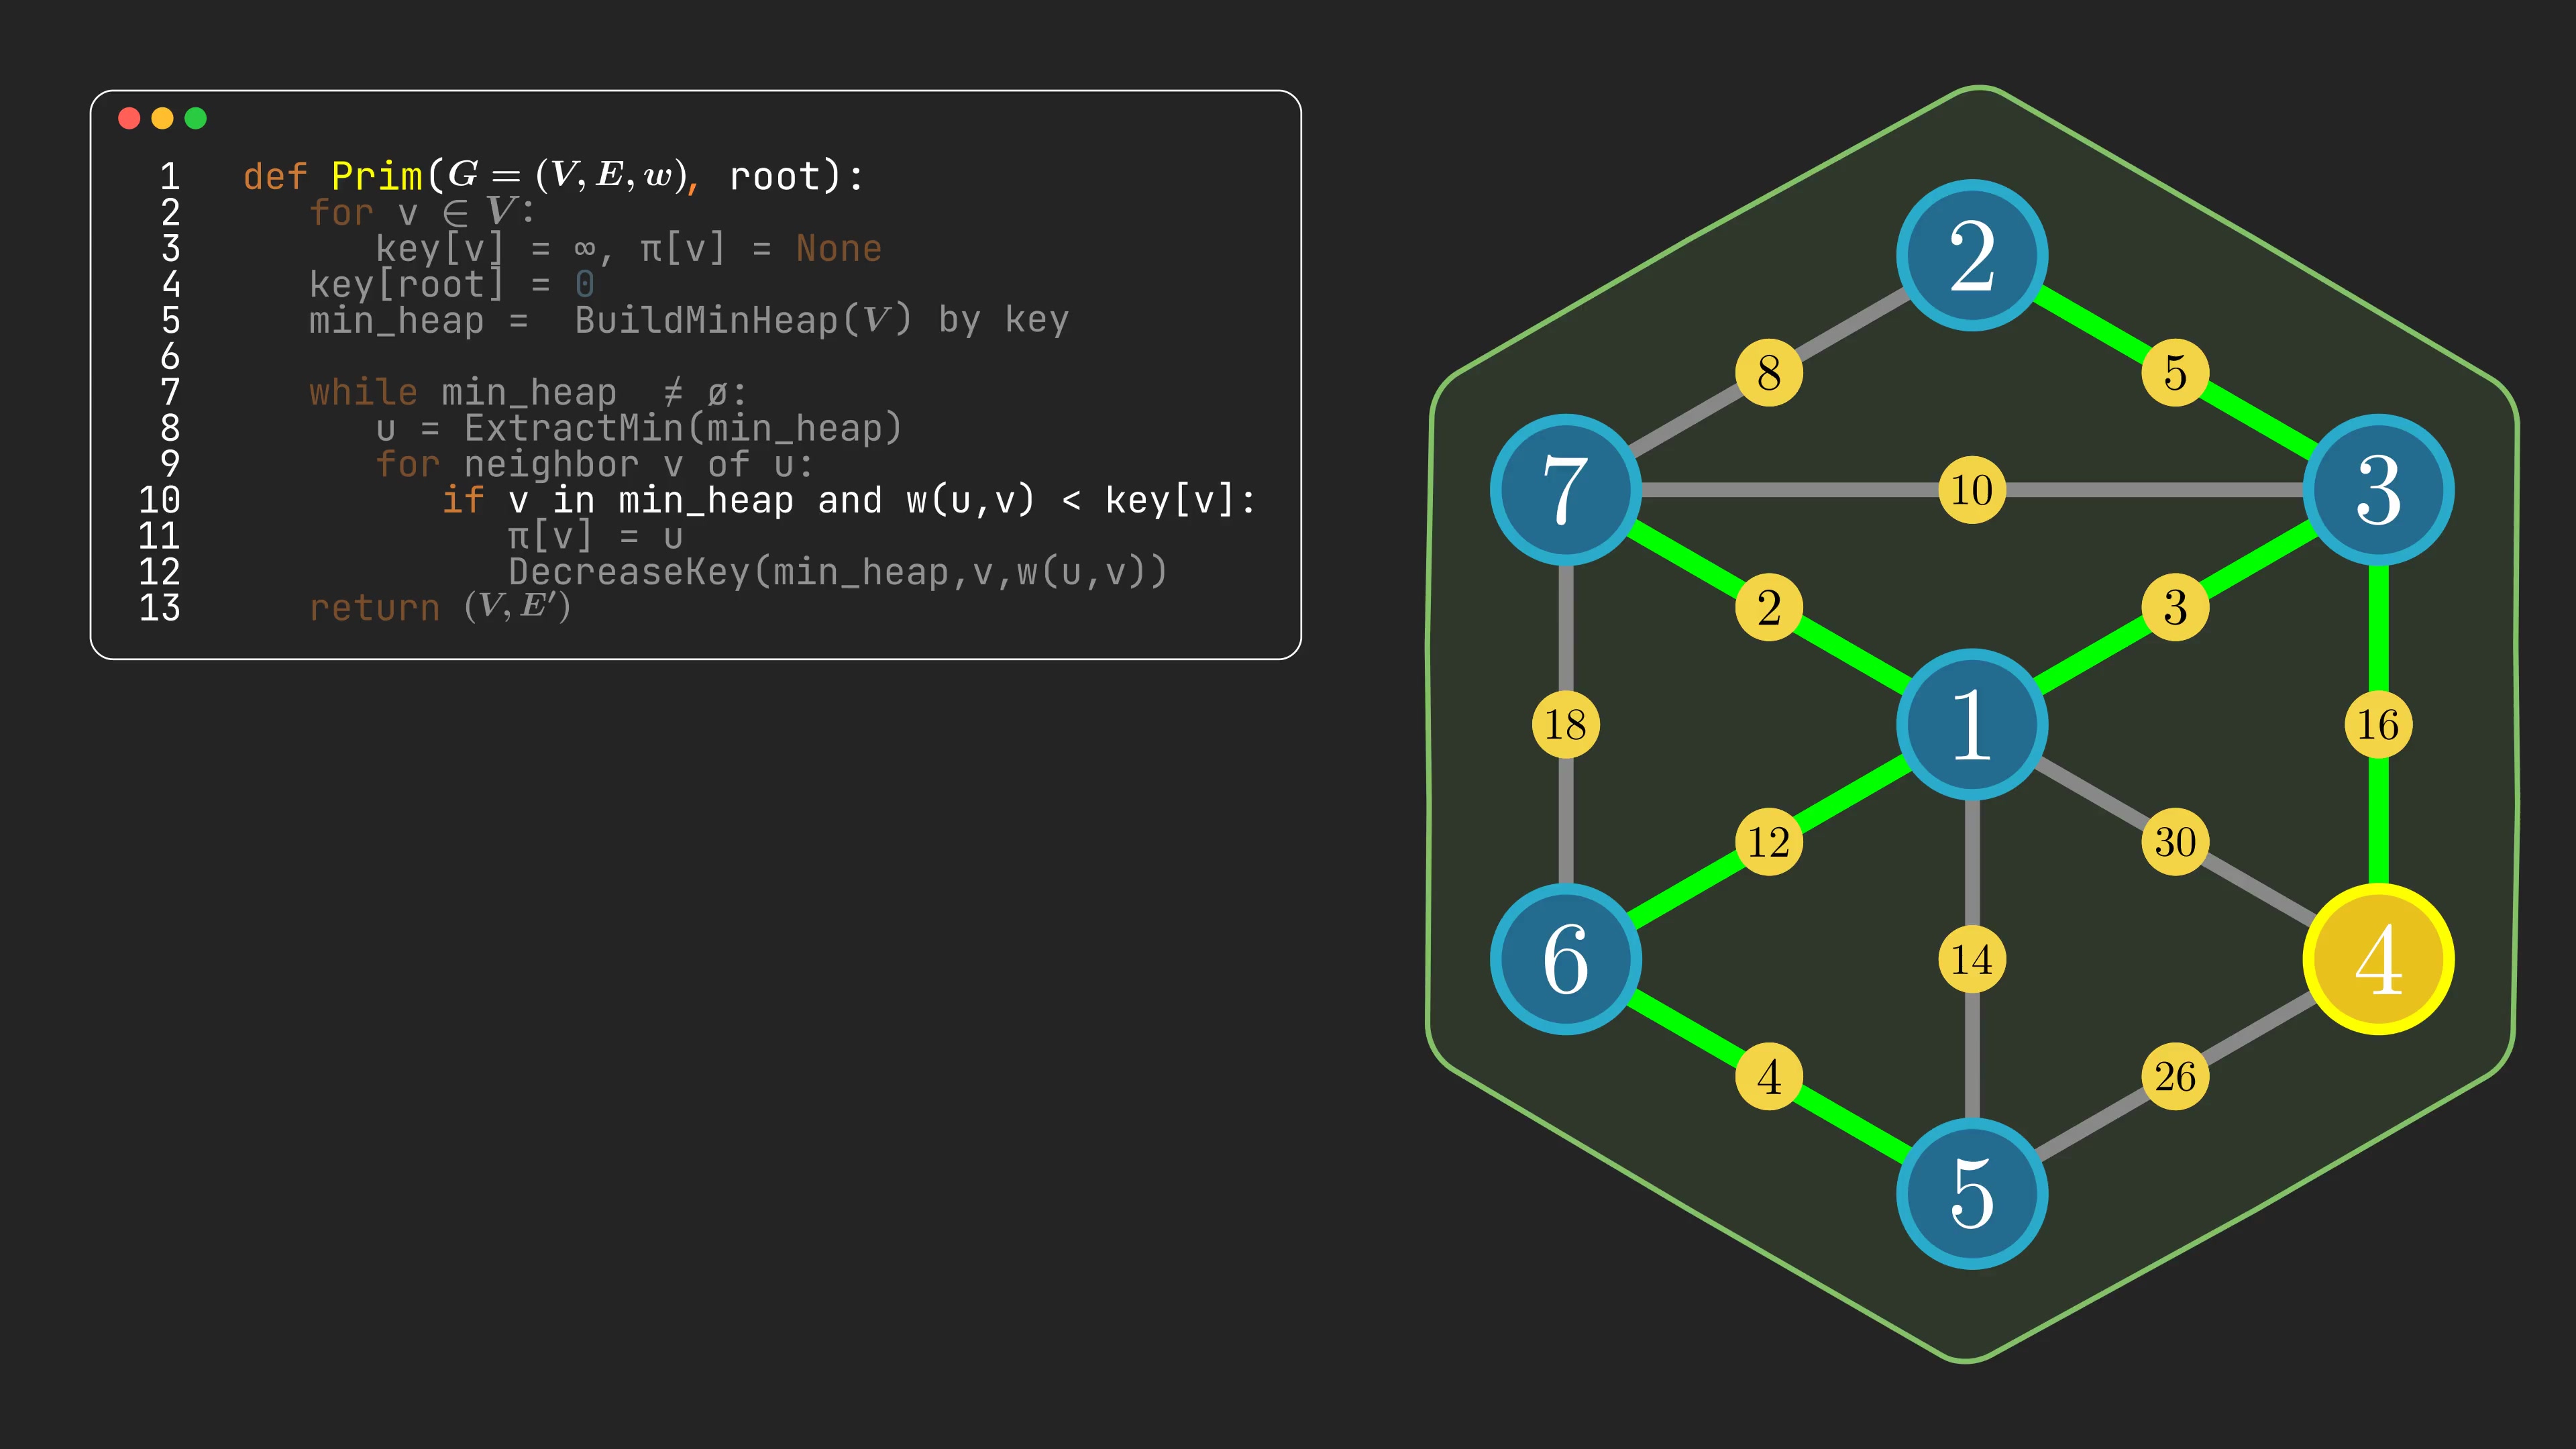 1 def Prim(G = (V, E, w), root):
2 for v ∈ V:
3 key[v] = ∞, π[v] = None
4 key[root] = 0
5 min_heap = BuildMinHeap(V) by key
6
7 while min_heap ≠ ø:
8 u = ExtractMin(min_heap)
9 for neighbor v of u:
10 if v in min_heap and w(u,v) < key[v]:
11 π[v] = u
12 DecreaseKey(min_heap,v,w(u,v))
13 return (V, E′)
2
8
5
7
10
3
2
3
18
1
16
12
30
6
14
4
4
26
5